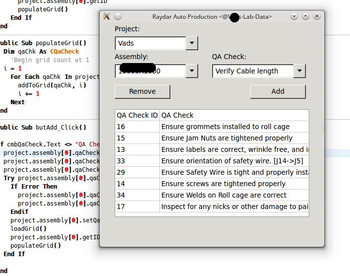 project.assembly[0].getID
populateGrid()
End If
ublic Sub populateGrid()
Dim qaChk As CQaCheck
'Begin grid count at 1
i = 1
For Each qaChk In project
addToGrid(qaChk, i)
i += 1
Next
End Sub
ublic Sub butAdd_Click()
f cmbQaCheck.Text <> "QA Che
project.assembly[0].qaCheck
project.assembly[0].qaCheck
project.assembly[0].qaCheck
Try project.assembly[0].qaC
If Error Then
project.assembly[0].qaC
project.assembly[0].qaC
Endif
project.assembly[0].setQa
loadGrid()
project.assembly[0].getID
populateGrid()
End If
nd
Raydar Auto Production <@ -Lab-Data>
Project:
Vads
Assembly:
QA Check:
Verify Cable length
Remove
Add
QA Check ID
QA Check
16
Ensure grommets installed to roll cage
15
Ensure Jam Nuts are tightened properly
13
Ensure labels are correct, wrinkle free, and i
33
Ensure orientation of safety wire. [J14->J5]
29
Ensure Safety Wire is tight and properly inst
14
Ensure screws are tightened properly
34
Ensure Welds on Roll cage are correct
17
Inspect for any nicks or other damage to pai